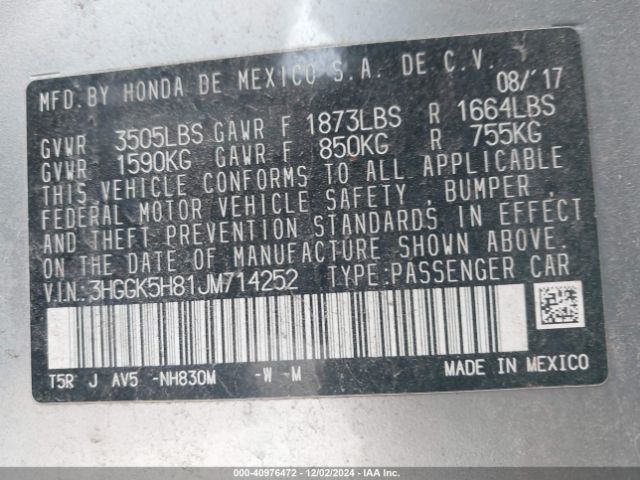 MFD. BY HONDA DE MEXICO S.A. DE C.V.
08/'17
GVWR 3505LBS GAWR F 1873LBS R 1664LBS
GVWR 1590KG GAWR F 850KG R 755KG
THIS VEHICLE CONFORMS TO ALL APPLICABLE
FEDERAL MOTOR VEHICLE SAFETY, BUMPER,
AND THEFT PREVENTION STANDARDS IN EFFECT
ON THE DATE OF MANUFACTURE SHOWN ABOVE.
V.I.N.:3HGGK5H81JM714252 TYPE:PASSENGER CAR
T5R J AV5 -NH830M -W -M MADE IN MEXICO
000-40976472 - 12/02/2024 - IAA Inc.